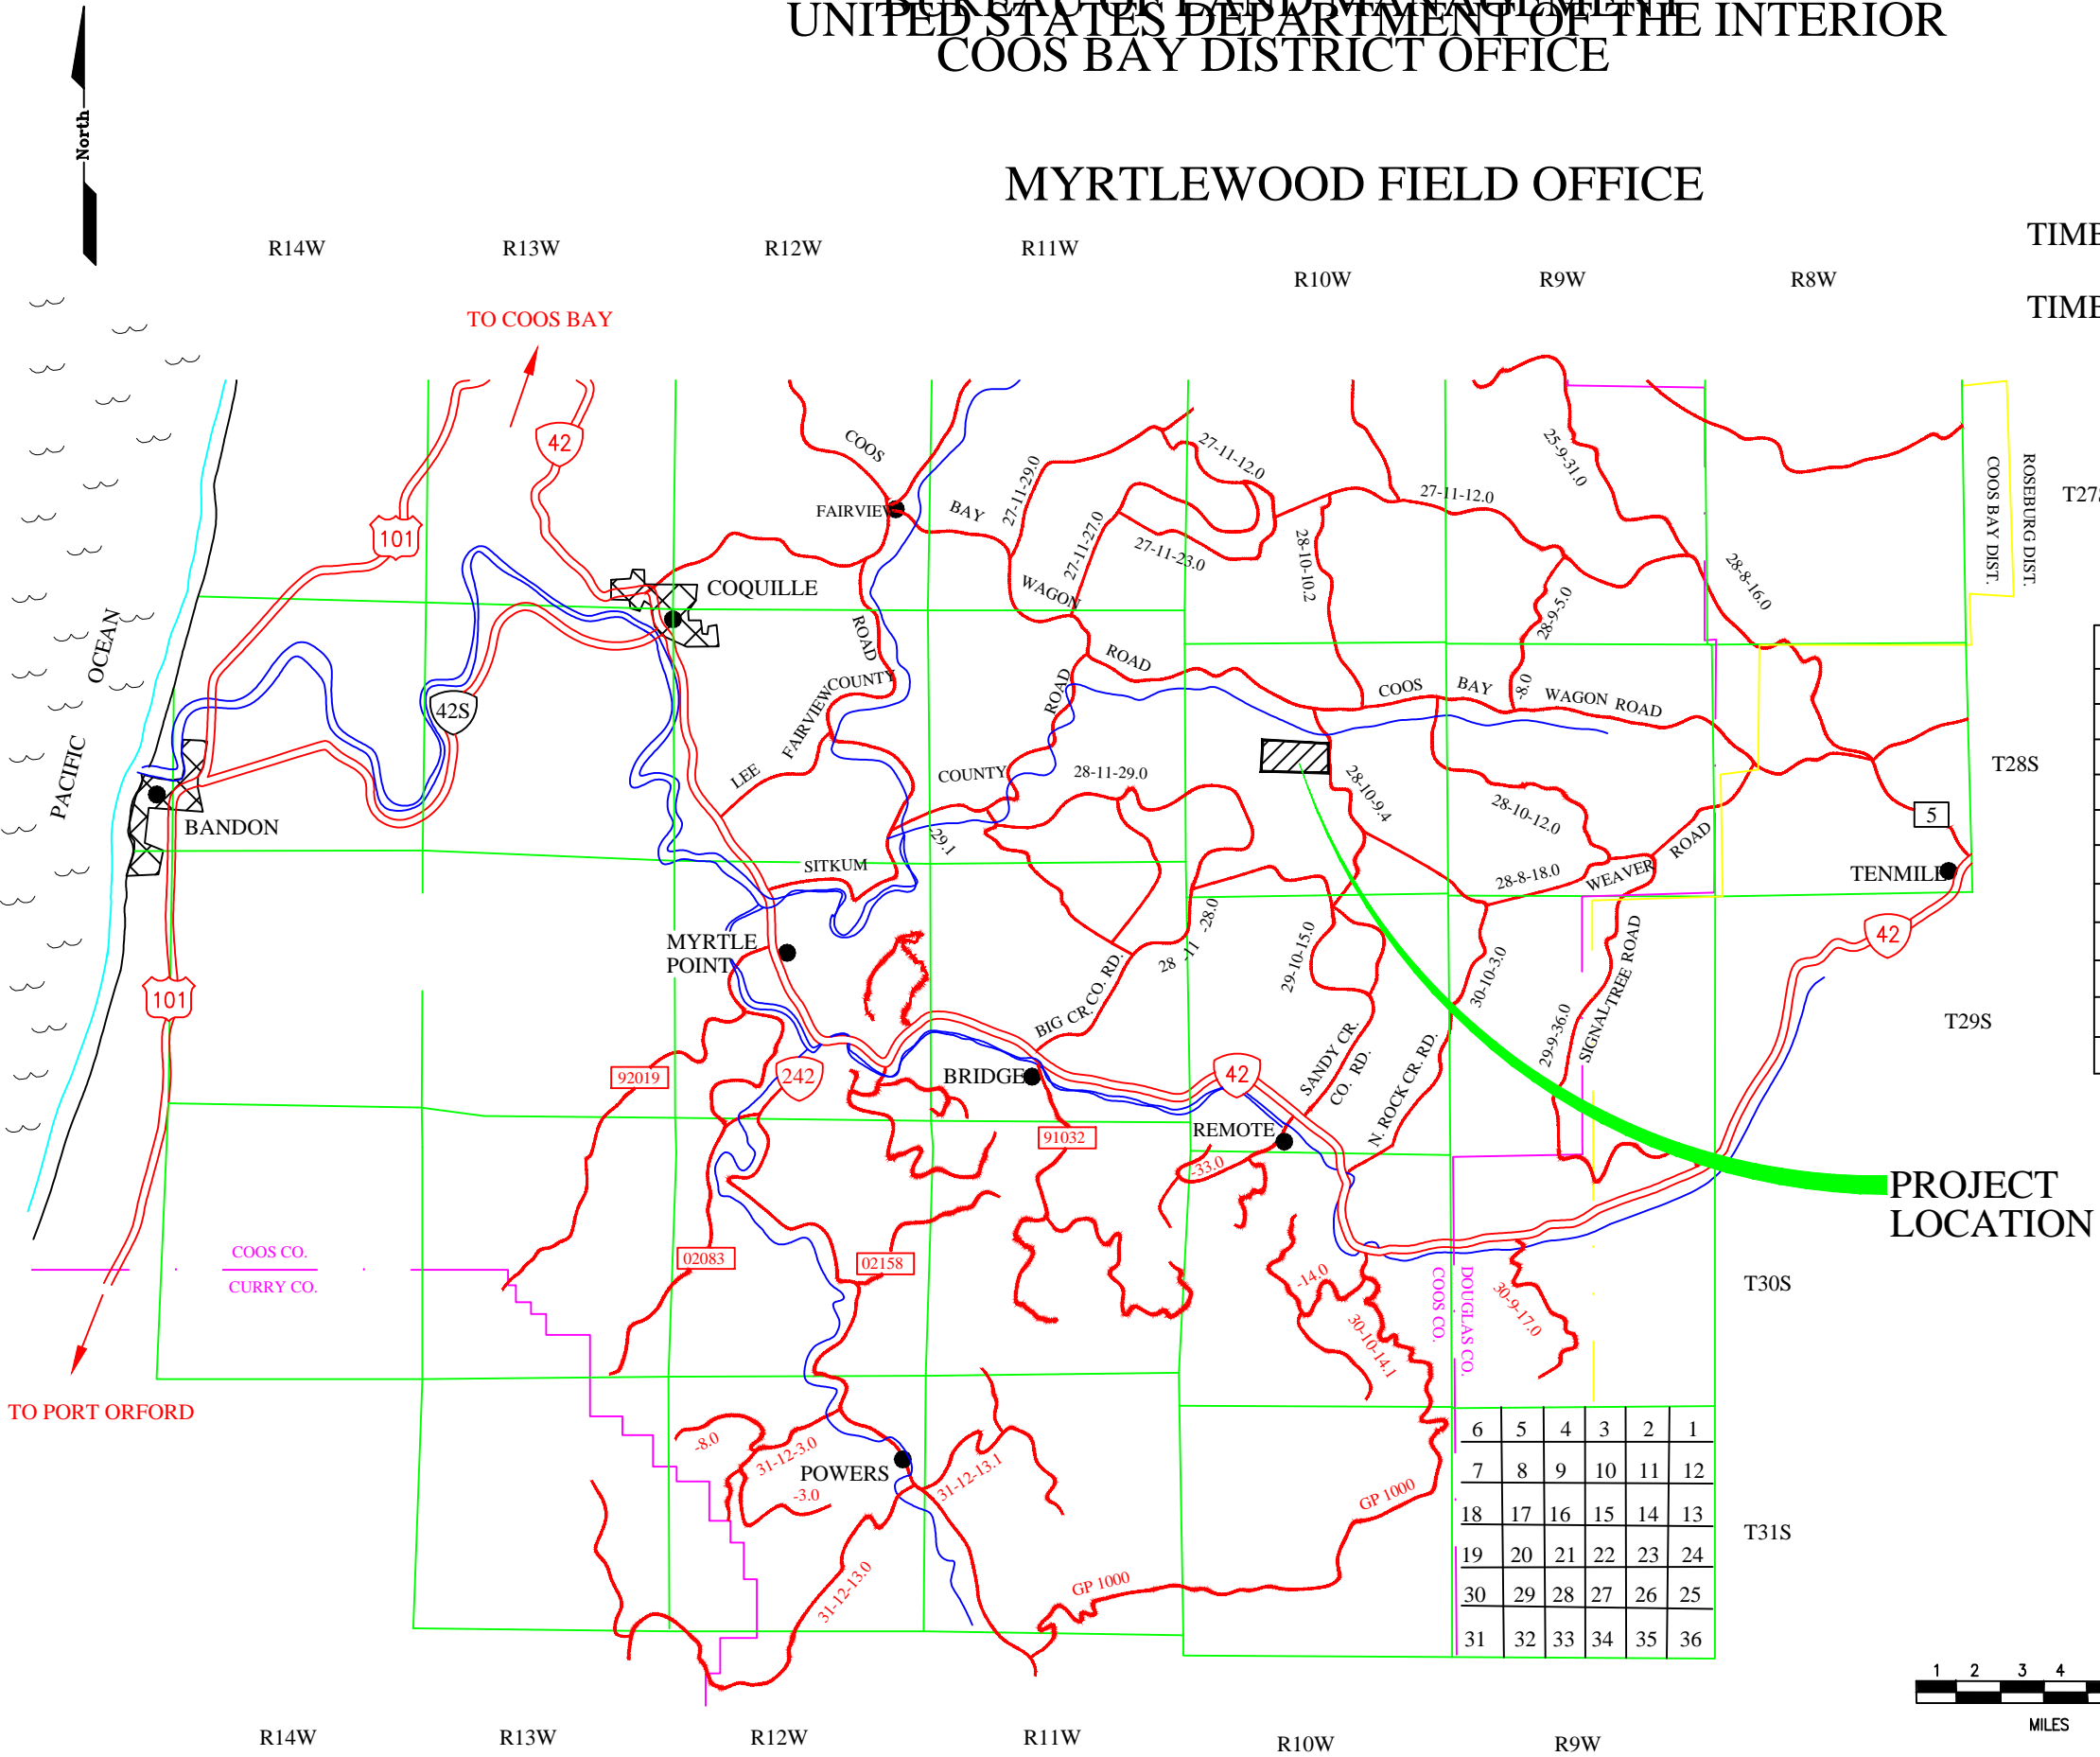 BUREAU OF LAND MANAGEMENT
UNITED STATES DEPARTMENT OF THE INTERIOR
COOS BAY DISTRICT OFFICE
North
MYRTLEWOOD FIELD OFFICE
TIME
TIME
R14W
R13W
R12W
R11W
R10W
R9W
R8W
TO COOS BAY
42
101
COOS
FAIRVIEW
BAY
27-11-29.0
27-11-12.0
27-11-27.0
27-11-23.0
WAGON
28-10-10.2
27-11-12.0
25-9-31.0
28-9-5.0
28-8-16.0
COOS BAY DIST.
ROSEBURG DIST.
T27S
COQUILLE
ROAD
COUNTY
FAIRVIEW
LEE
ROAD
ROAD
COUNTY
COOS
BAY
-8.0
WAGON
ROAD
PACIFIC
OCEAN
42S
BANDON
28-11-29.0
28-10-9.4
28-10-12.0
T28S
5
-29.1
SITKUM
28-8-18.0
WEAVER
ROAD
TENMILE
MYRTLE
POINT
28
-11
-28.0
29-10-15.0
30-10-3.0
SIGNALTREE ROAD
42
101
BIG CR. CO. RD.
29-9-36.0
T29S
92019
242
BRIDGE
42
SANDY CR.
CO. RD.
N. ROCK CR. RD.
91032
REMOTE
-33.0
PROJECT
LOCATION
COOS CO.
CURRY CO.
02083
02158
-14.0
30-10-14.1
COOS CO.
DOUGLAS CO.
30-9-17.0
T30S
TO PORT ORFORD
-8.0
31-12-3.0
-3.0
POWERS
31-12-13.1
31-12-13.0
GP 1000
GP 1000
6 5 4 3 2 1
7 8 9 10 11 12
18 17 16 15 14 13
19 20 21 22 23 24
30 29 28 27 26 25
31 32 33 34 35 36
T31S
1 2 3 4
MILES
R14W
R13W
R12W
R11W
R10W
R9W